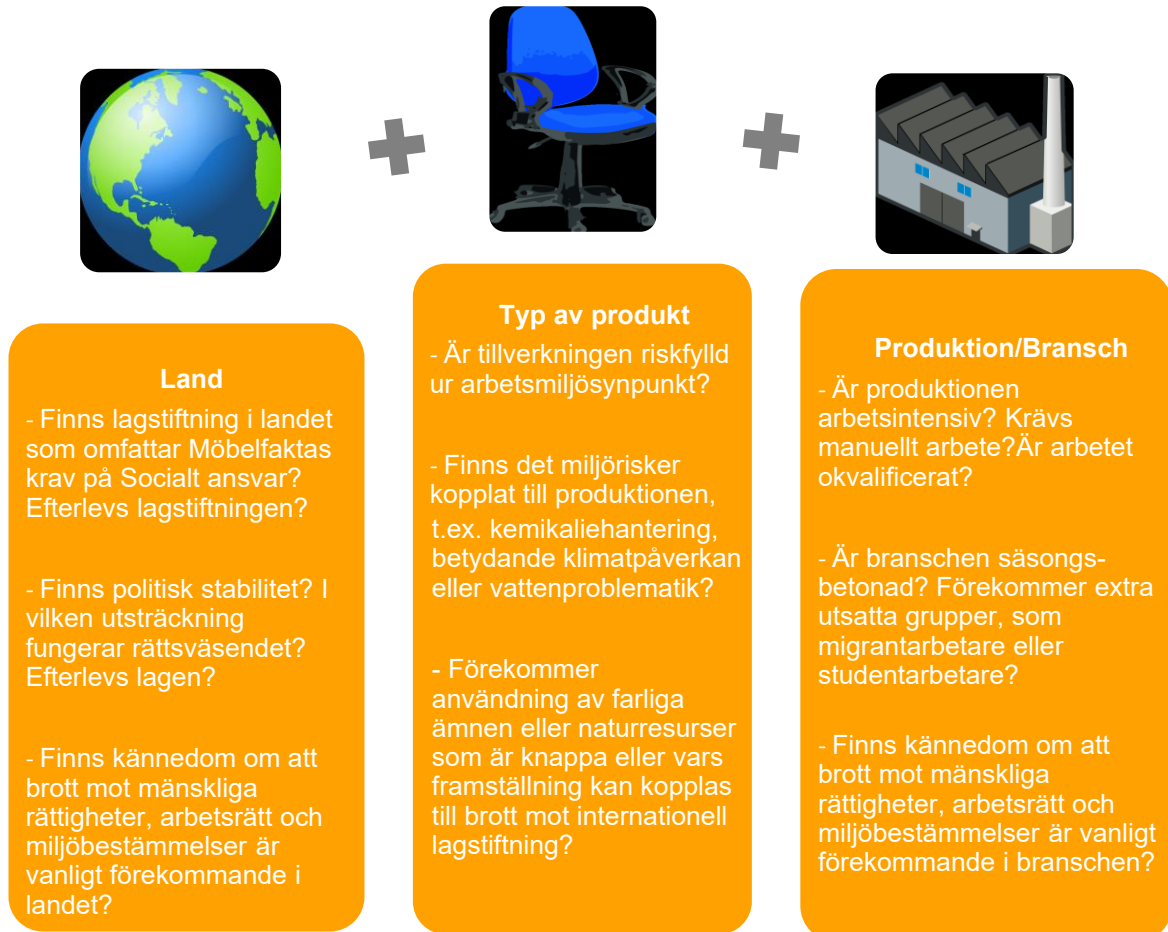 Land
- Finns lagstiftning i landet
som omfattar Möbelfaktas
krav på Socialt ansvar?
Efterlevs lagstiftningen?
- Finns politisk stabilitet? I
vilken utsträckning
fungerar rättsväsendet?
Efterlevs lagen?
- Finns kännedom om att
brott mot mänskliga
rättigheter, arbetsrätt och
miljöbestämmelser är
vanligt förekommande i
landet?
Typ av produkt
- Är tillverkningen riskfylld
ur arbetsmiljösynpunkt?
- Finns det miljörisker
kopplat till produktionen,
t.ex. kemikaliehantering,
betydande klimatpåverkan
eller vattenproblematik?
- Förekommer
användning av farliga
ämnen eller naturresurser
som är knappa eller vars
framställning kan kopplas
till brott mot internationell
lagstiftning?
Produktion/Bransch
- Är produktionen
arbetsintensiv? Krävs
manuellt arbete?Är arbetet
okvalificerat?
- Är branschen säsongs-
betonad? Förekommer extra
utsatta grupper, som
migrantarbetare eller
studentarbetare?
- Finns kännedom om att
brott mot mänskliga
rättigheter, arbetsrätt och
miljöbestämmelser är vanligt
förekommande i branschen?